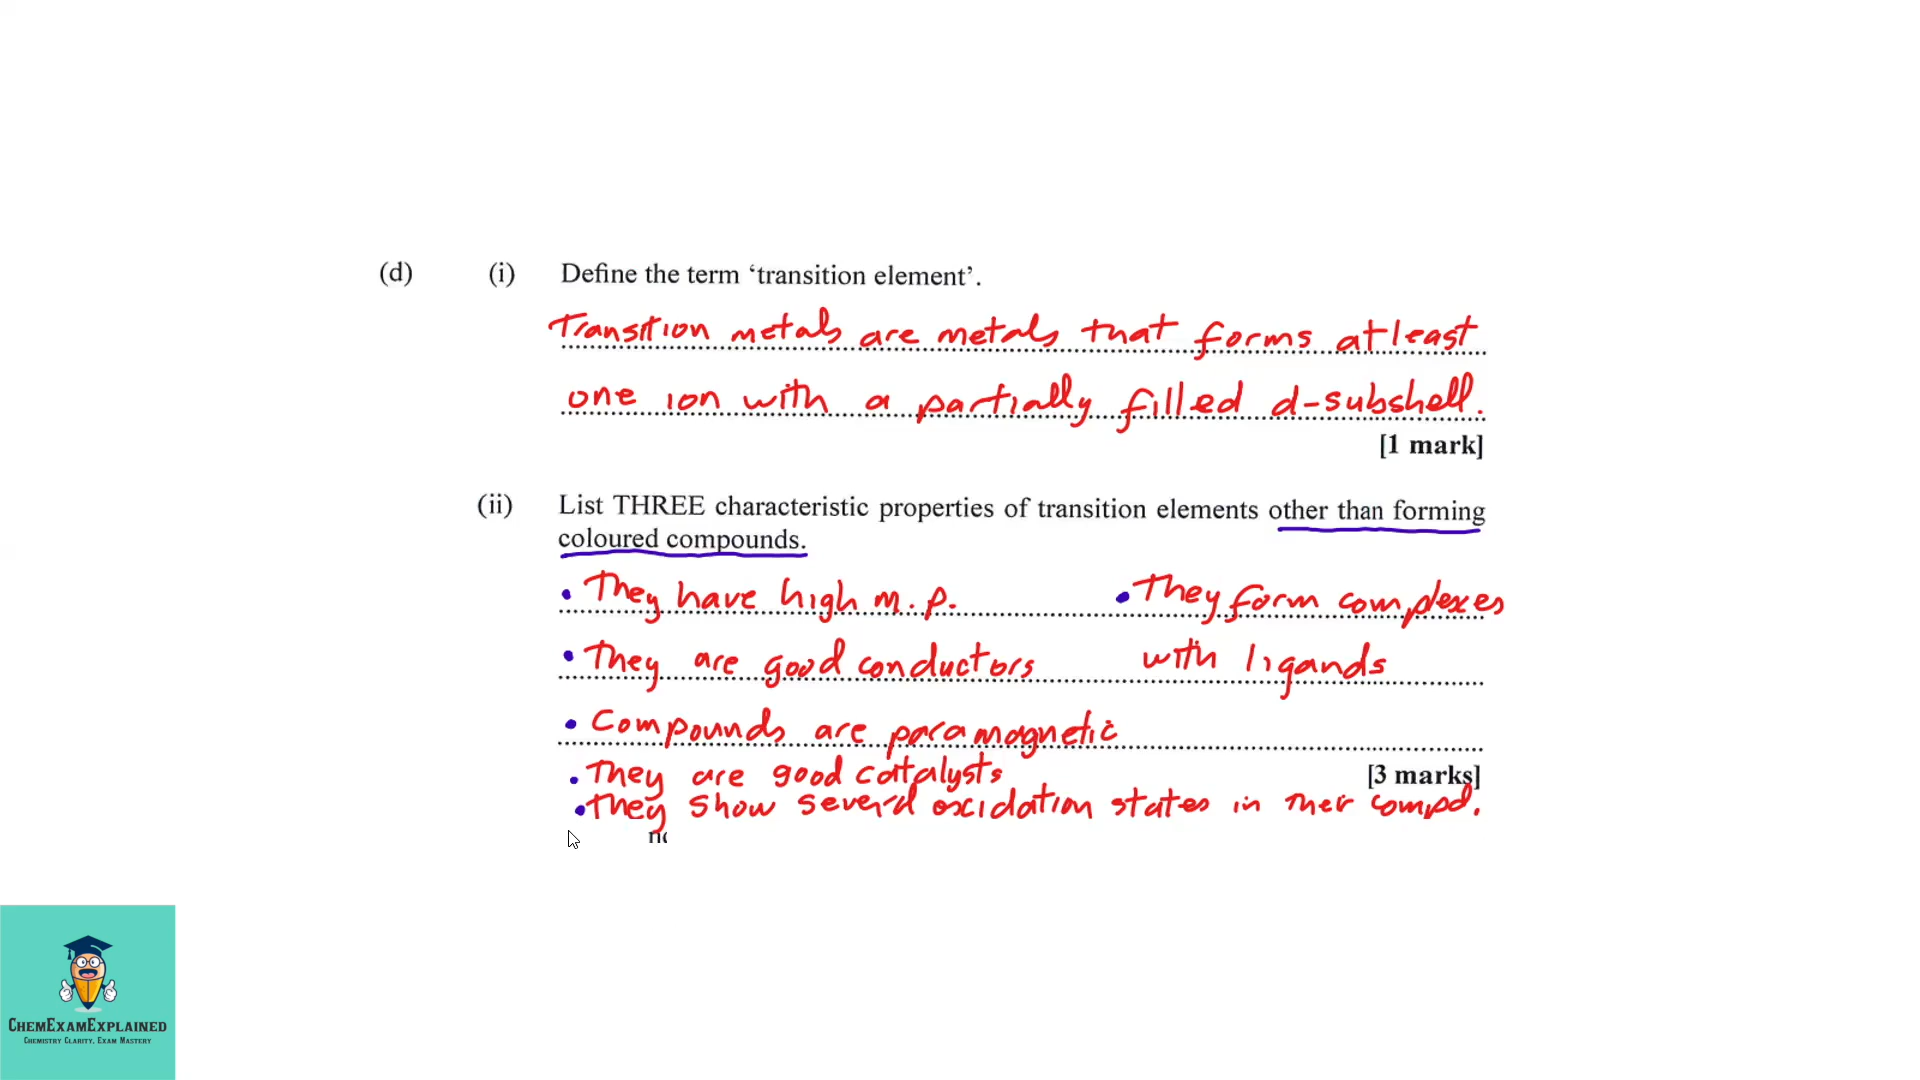 (d) (i) Define the term ‘transition element’.
Transition metals are metals that forms atleast
one ion with a partially filled d-subshell.
[1 mark]
(ii) List THREE characteristic properties of transition elements other than forming
coloured compounds.
• They have high m.p. • They form complexes
• They are good conductors with ligands
• Compounds are paramagnetic
• They are good catalysts [3 marks]
• They show several oxidation states in their compd.
CHEMEXAMEXPLAINED
CHEMISTRY CLARITY, EXAM MASTERY